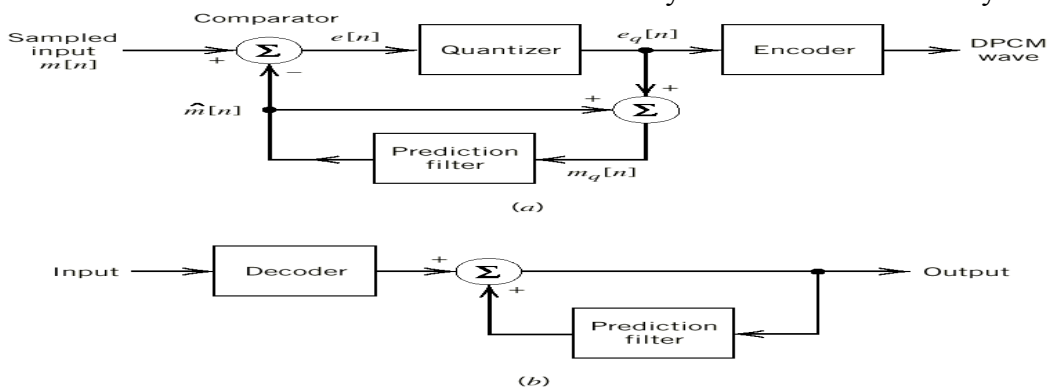 Comparator
Sampled
input
m[n]
+
Σ
−
e[n]
Quantizer
e_q[n]
Encoder
DPCM
wave
m̂[n]
+
+
Σ
Prediction
filter
m_q[n]
(a)
Input
Decoder
+
Σ
+
Output
Prediction
filter
(b)